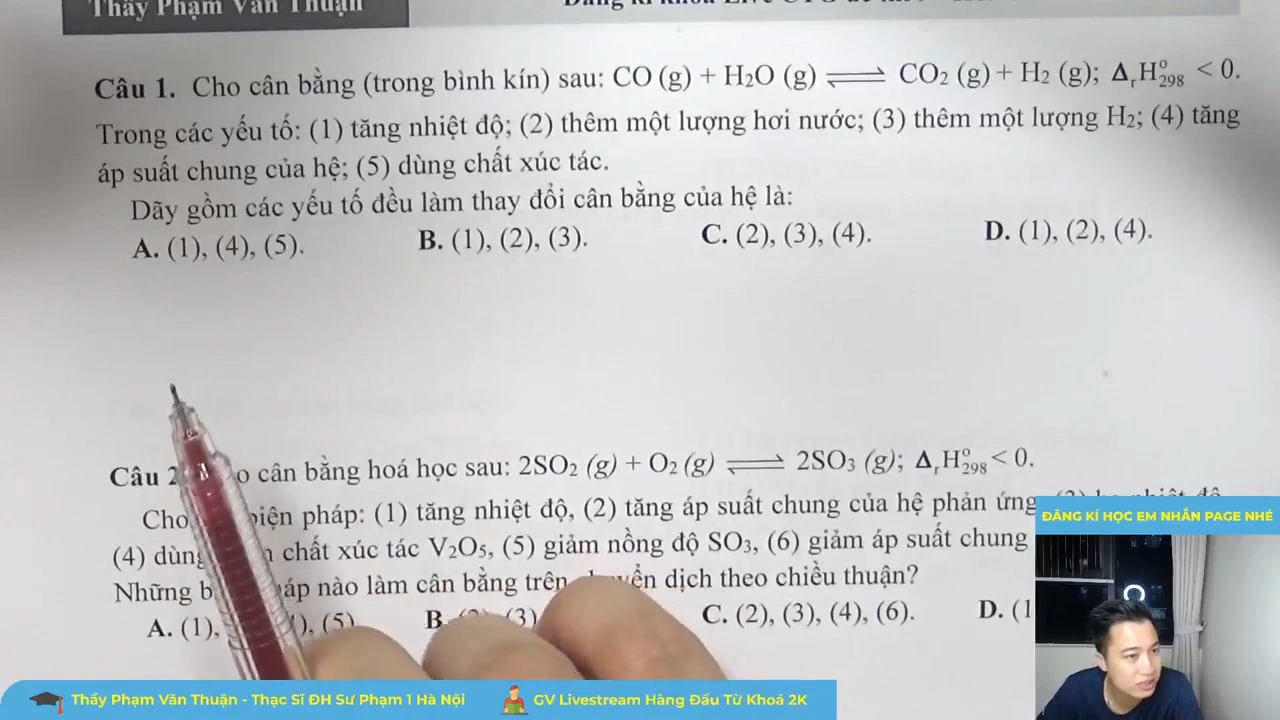 Thầy Phạm Văn Thuận
Câu 1. Cho cân bằng (trong bình kín) sau: CO (g) + H₂O (g) ⇌ CO₂ (g) + H₂ (g); ΔᵣH°₂₉₈ < 0.
Trong các yếu tố: (1) tăng nhiệt độ; (2) thêm một lượng hơi nước; (3) thêm một lượng H₂; (4) tăng
áp suất chung của hệ; (5) dùng chất xúc tác.
Dãy gồm các yếu tố đều làm thay đổi cân bằng của hệ là:
A. (1), (4), (5). B. (1), (2), (3). C. (2), (3), (4). D. (1), (2), (4).
Câu 2 cân bằng hoá học sau: 2SO₂ (g) + O₂ (g) ⇌ 2SO₃ (g); ΔᵣH°₂₉₈ < 0.
Cho biện pháp: (1) tăng nhiệt độ, (2) tăng áp suất chung của hệ phản ứng
(4) dùng chất xúc tác V₂O₅, (5) giảm nồng độ SO₃, (6) giảm áp suất chung
Những làm cân bằng trên dịch theo chiều thuận?
A. (1), (5). B. (3) C. (2), (3), (4), (6). D. (1
ĐĂNG KÍ HỌC EM NHẮN PAGE NHÉ
Thầy Phạm Văn Thuận - Thạc Sĩ ĐH Sư Phạm 1 Hà Nội GV Livestream Hàng Đầu Từ Khoá 2K